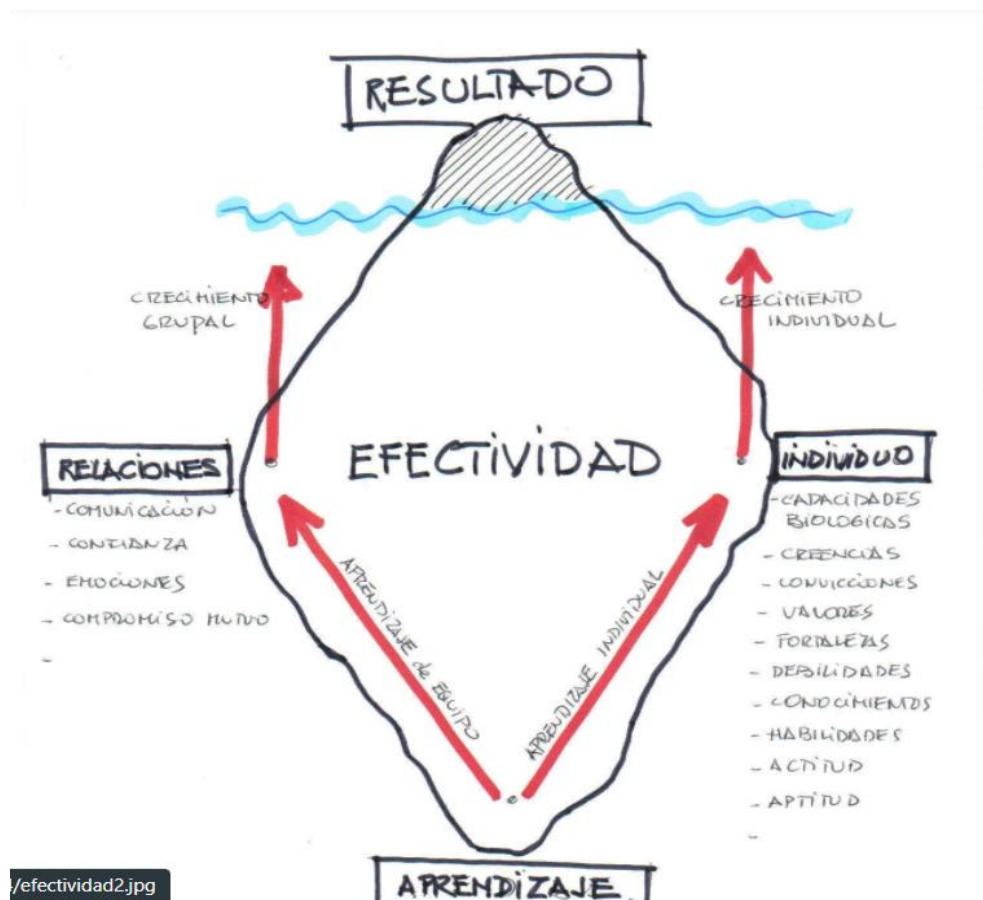 RESULTADO
CRECIMIENTO
GRUPAL
CRECIMIENTO
INDIVIDUAL
EFECTIVIDAD
RELACIONES
- COMUNICACIÓN
- CONFIANZA
- EMOCIONES
- COMPROMISO MUTUO
-
INDIVIDUO
- CAPACIDADES
BIOLOGICAS
- CREENCIAS
- CONVICCIONES
- VALORES
- FORTALEZAS
- DEBILIDADES
- CONOCIMIENTOS
- HABILIDADES
- ACTITUD
- APTITUD
-
APRENDIZAJE de EQUIPO
APRENDIZAJE INDIVIDUAL
APRENDIZAJE
/efectividad2.jpg